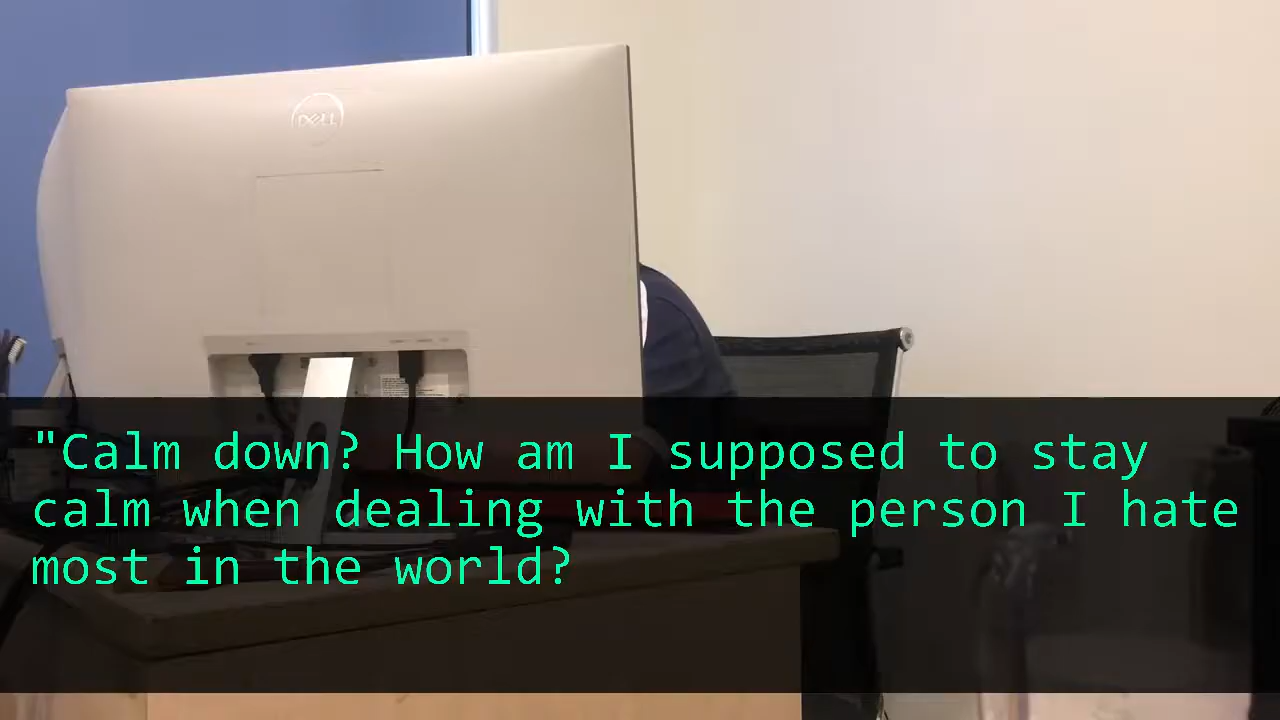 DELL
"Calm down? How am I supposed to stay
calm when dealing with the person I hate
most in the world?